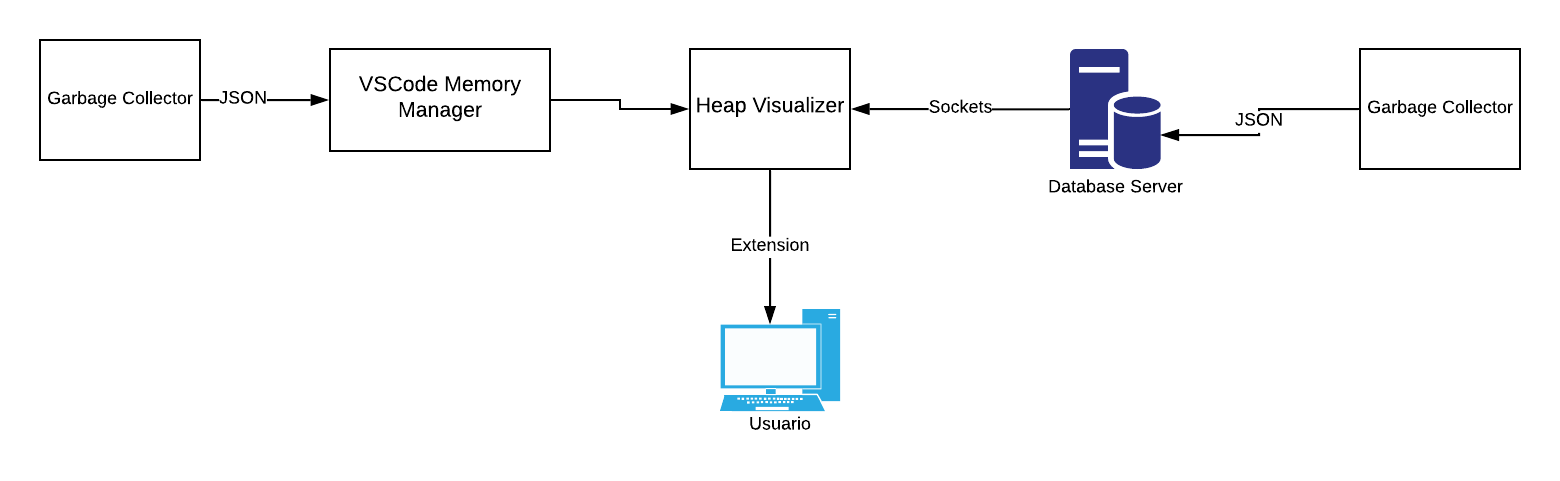 Garbage Collector
JSON
VSCode Memory
Manager
Heap Visualizer
Sockets
Database Server
JSON
Garbage Collector
Extension
Usuario